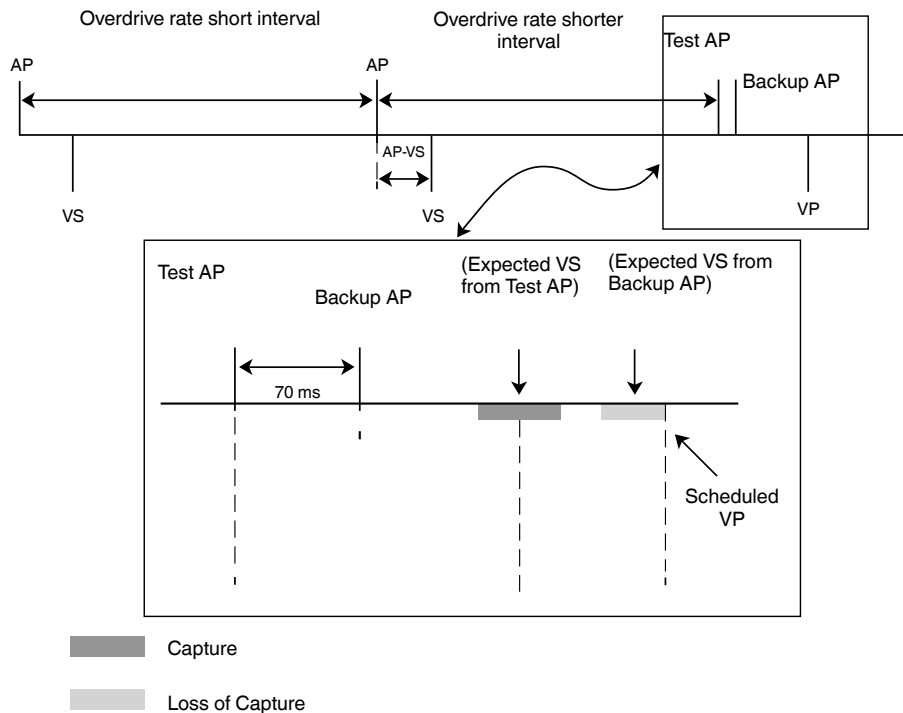 Overdrive rate short interval
Overdrive rate shorter
interval
Test AP
AP
AP
Backup AP
AP-VS
VS
VS
VP
Test AP
(Expected VS
from Test AP)
(Expected VS from
Backup AP)
Backup AP
70 ms
Scheduled
VP
Capture
Loss of Capture